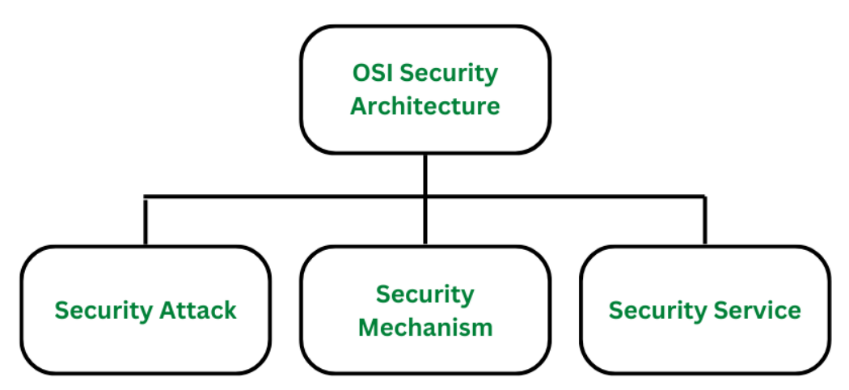 OSI Security
Architecture
Security Attack
Security
Mechanism
Security Service